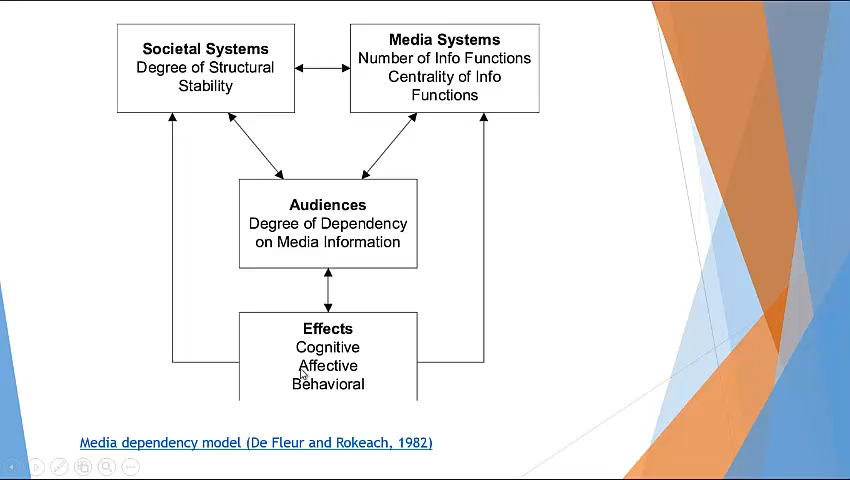 Societal Systems
Degree of Structural
Stability
Media Systems
Number of Info Functions
Centrality of Info
Functions
Audiences
Degree of Dependency
on Media Information
Effects
Cognitive
Affective
Behavioral
Media dependency model (De Fleur and Rokeach, 1982)